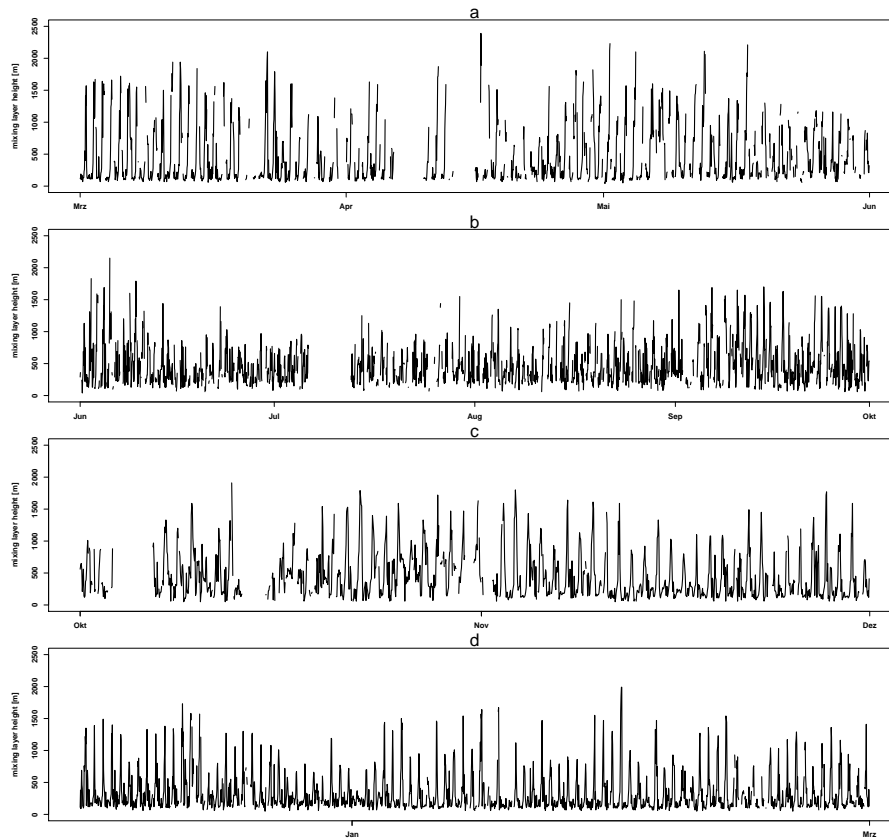 a
mixing layer height [m]
2500
2000
1500
1000
500
0
Mrz Apr Mai Jun
b
mixing layer height [m]
2500
2000
1500
1000
500
0
Jun Jul Aug Sep Okt
c
mixing layer height [m]
2500
2000
1500
1000
500
0
Okt Nov Dez
d
mixing layer height [m]
2500
2000
1500
1000
500
0
Jan Mrz